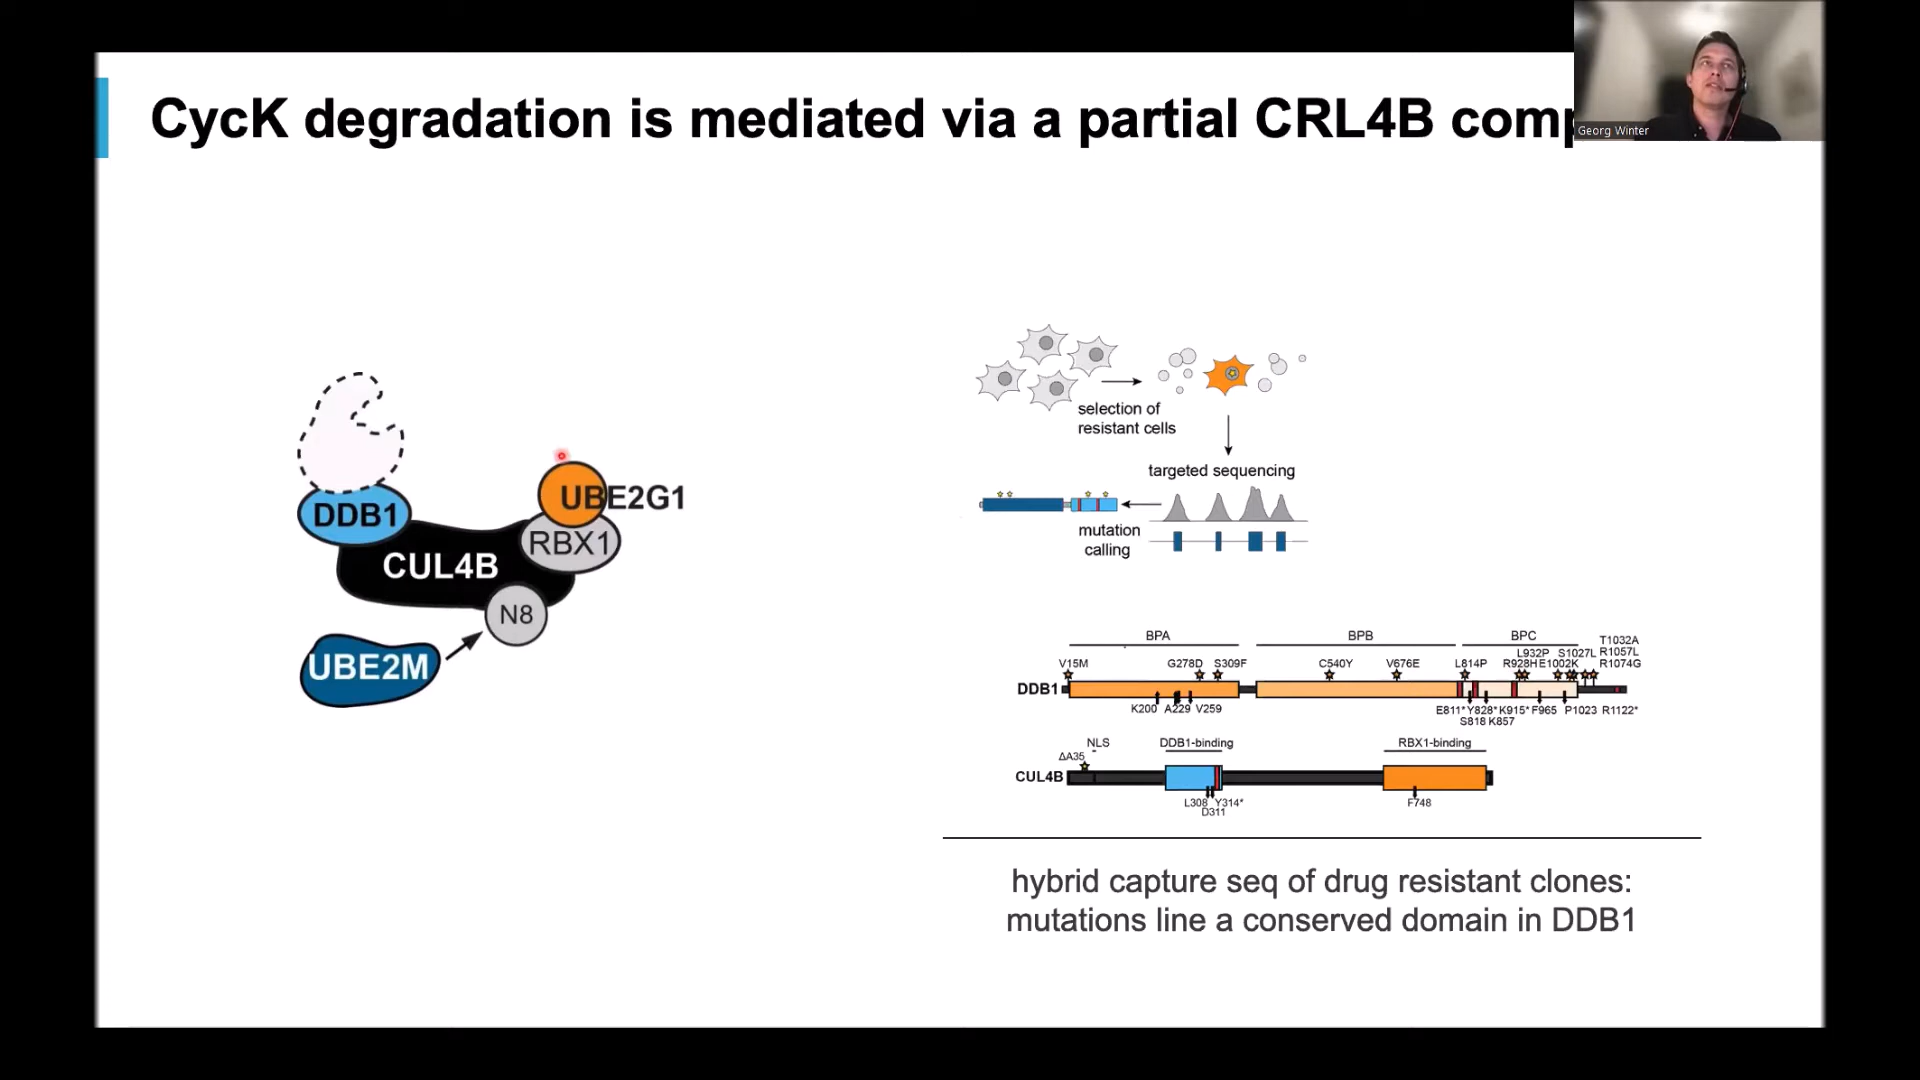 CycK degradation is mediated via a partial CRL4B comp
Georg Winter
DDB1
CUL4B
UBE2G1
RBX1
N8
UBE2M
selection of
resistant cells
targeted sequencing
mutation
calling
BPA BPB BPC
V15M G278D S309F C540Y V676E L814P L932P R928H E1002K S1027L T1032A
R1057L
R1074G
DDB1
K200 A229 V259 E811* Y828* K915* F965 P1023 R1122*
S818 K857
NLS DDB1-binding RBX1-binding
ΔA35
CUL4B
L308 Y314* F748
D311
hybrid capture seq of drug resistant clones:
mutations line a conserved domain in DDB1